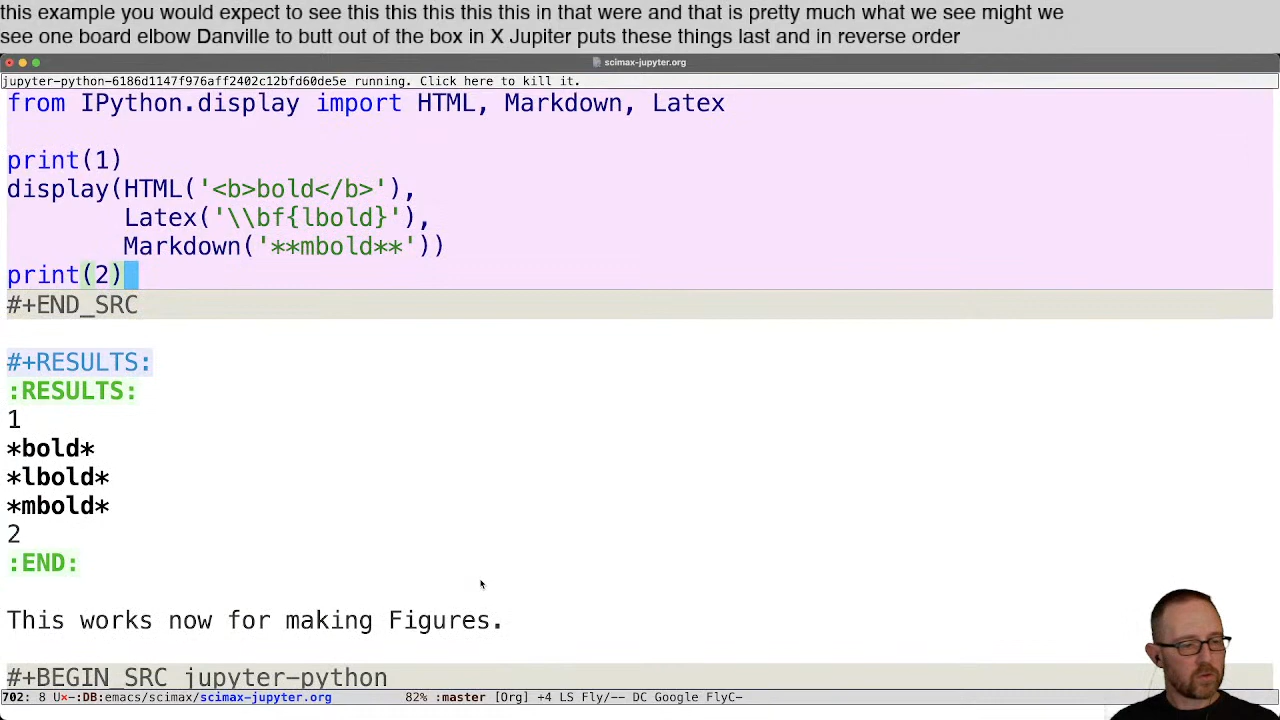 this example you would expect to see this this this this this in that were and that is pretty much what we see might we
see one board elbow Danville to butt out of the box in X Jupiter puts these things last and in reverse order
scimax-jupyter.org
jupyter-python-6186d1147f976aff2402c12bfd60de5e running. Click here to kill it.
from IPython.display import HTML, Markdown, Latex
print(1)
display(HTML('<b>bold</b>'),
Latex('\\bf{lbold}'),
Markdown('**mbold**'))
print(2)
#+END_SRC
#+RESULTS:
:RESULTS:
1
*bold*
*lbold*
*mbold*
2
:END:
This works now for making Figures.
#+BEGIN_SRC jupyter-python
702: 8 U×-:DB:emacs/scimax/scimax-jupyter.org 82% :master [Org] +4 LS Fly/-- DC Google FlyC-